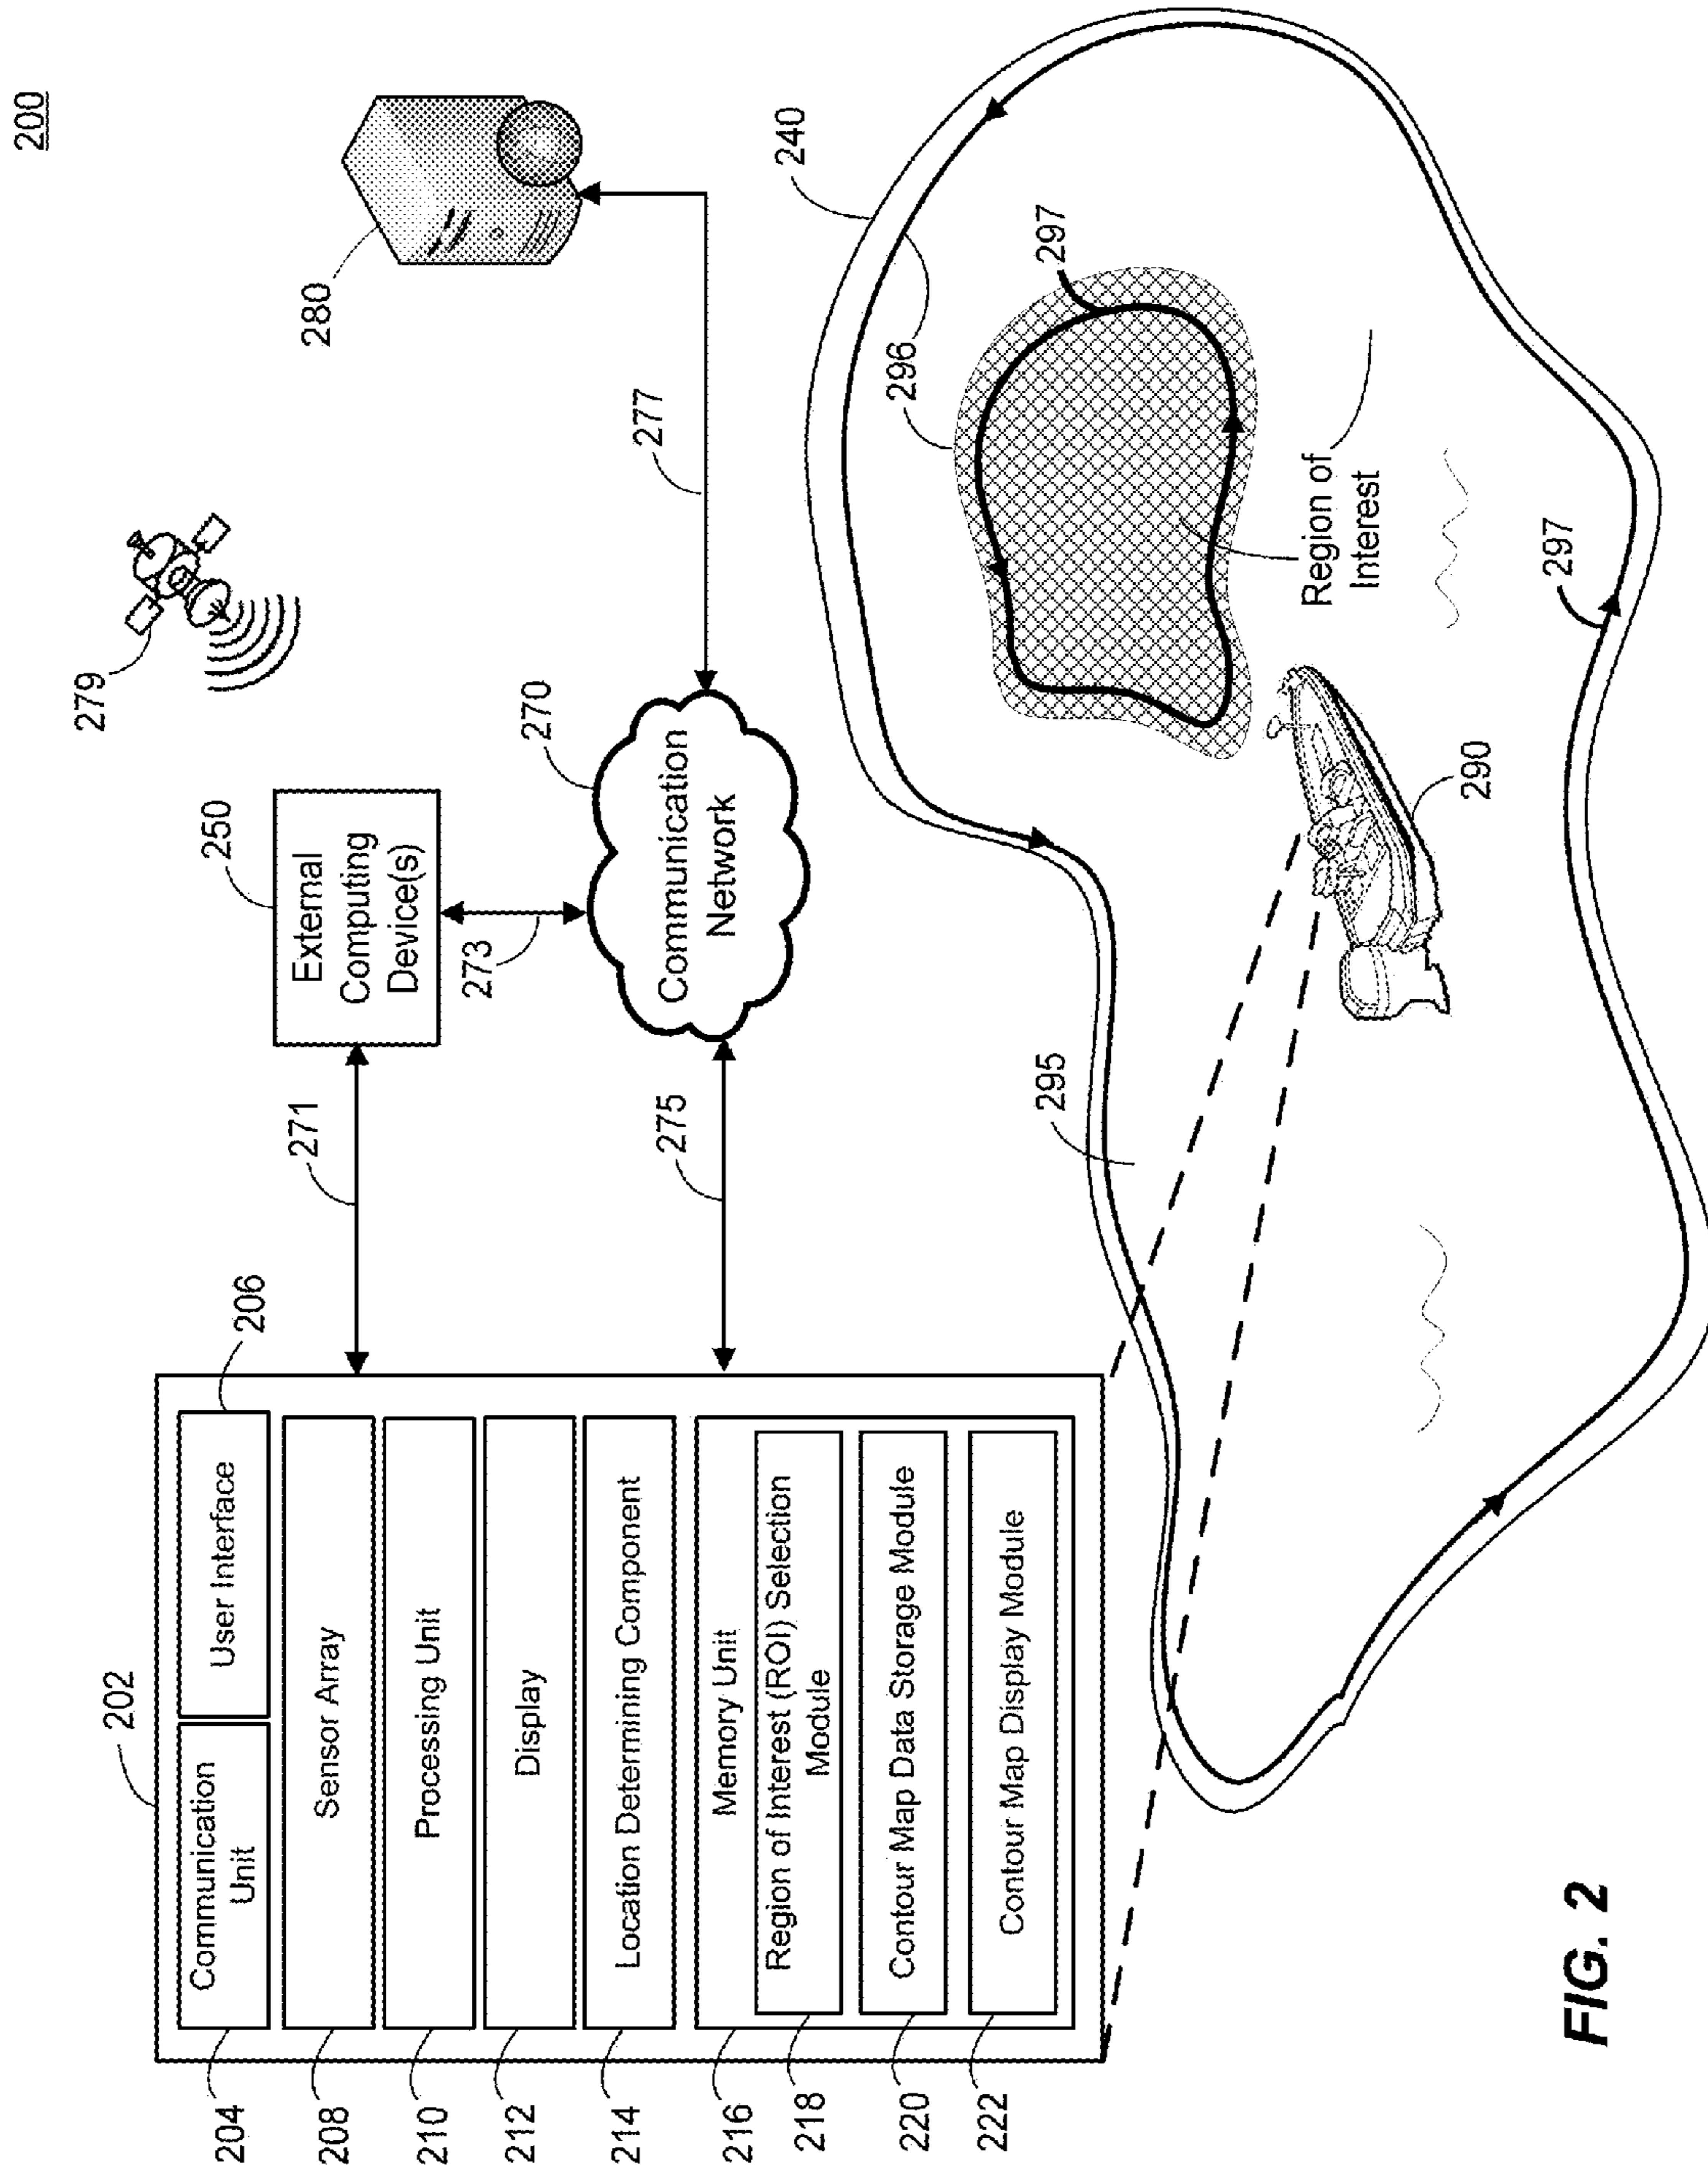 200
202
Communication
Unit
User Interface
206
204
Sensor Array
208
Processing Unit
210
Display
212
Location Determining Component
214
Memory Unit
216
Region of Interest (ROI) Selection
Module
218
Contour Map Data Storage Module
220
Contour Map Display Module
222
271
250
External
Computing
Device(s)
273
275
270
Communication
Network
279
277
280
240
295
296
297
Region of
Interest
290
297
FIG. 2